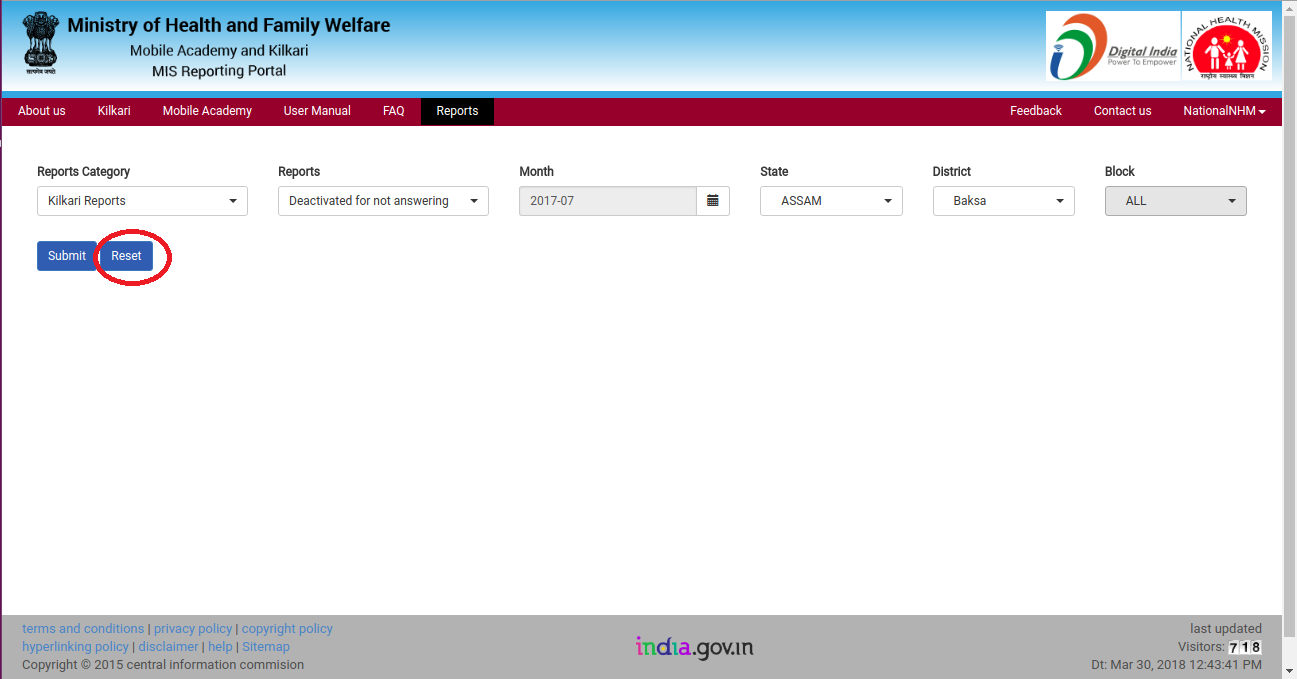 Ministry of Health and Family Welfare
Mobile Academy and Kilkari
MIS Reporting Portal
Digital India
Power To Empower
NATIONAL HEALTH MISSION
राष्ट्रीय स्वास्थ्य मिशन
सत्यमेव जयते
About us Kilkari Mobile Academy User Manual FAQ Reports Feedback Contact us NationalNHM
Reports Category Reports Month State District Block
Kilkari Reports Deactivated for not answering 2017-07 ASSAM Baksa ALL
Submit Reset
terms and conditions | privacy policy | copyright policy
hyperlinking policy | disclaimer | help | Sitemap
Copyright © 2015 central information commision
india.gov.in
last updated
Visitors: 718
Dt: Mar 30, 2018 12:43:41 PM